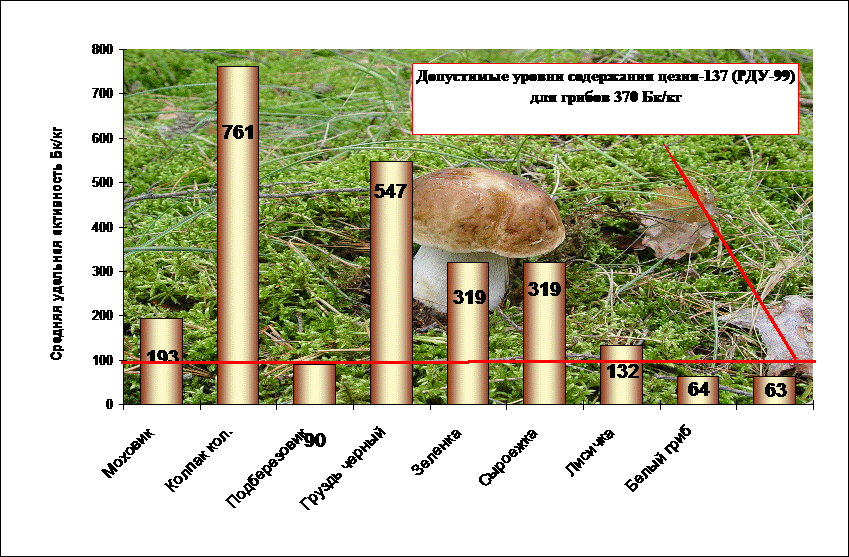 Допустимые уровни содержания цезия-137 (РДУ-99)
для грибов 370 Бк/кг
Средняя удельная активность Бк/кг
800
700
600
500
400
300
200
100
0
193
761
90
547
319
319
132
64
63
Моховик
Колпак кол.
Подберезовик
Груздь черный
Зеленка
Сыроежка
Лисичка
Белый гриб